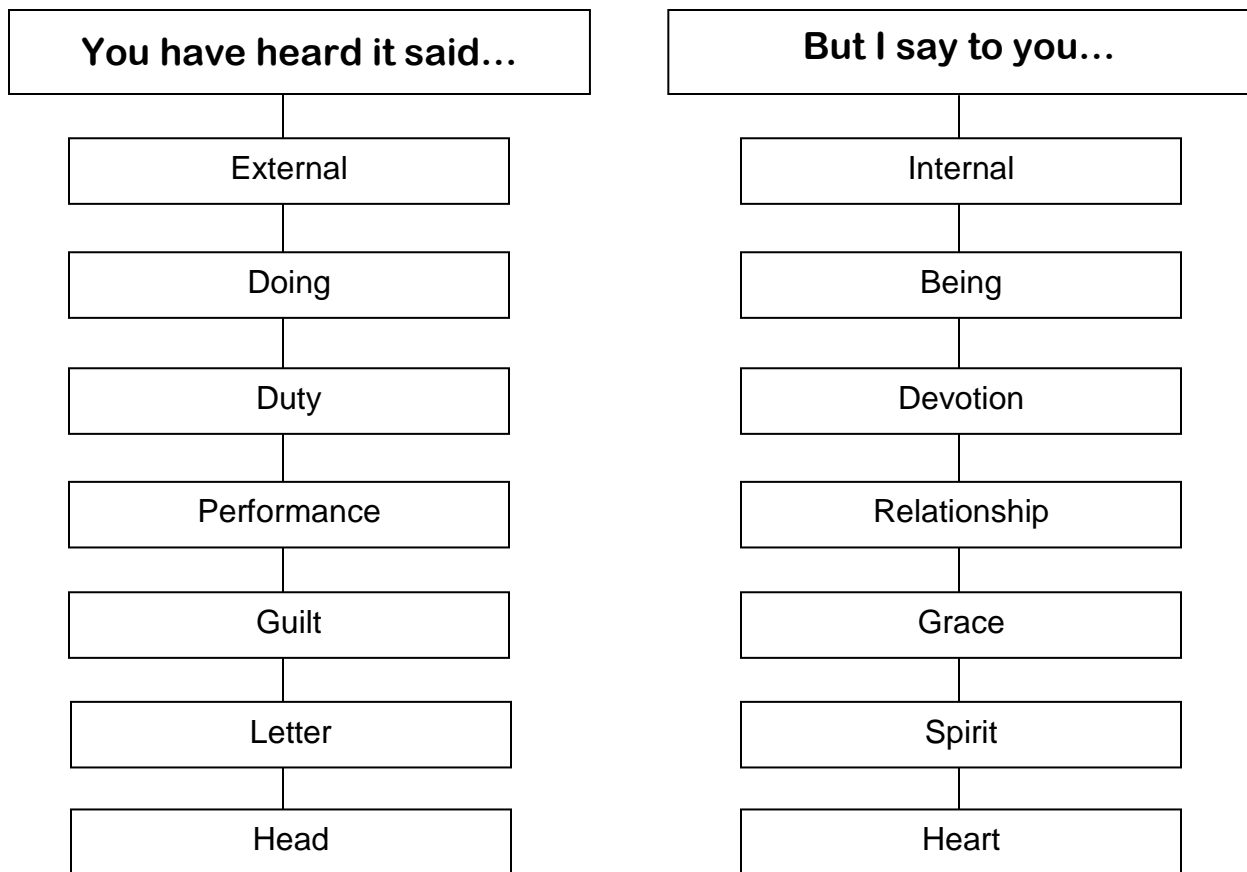 You have heard it said…
External
Doing
Duty
Performance
Guilt
Letter
Head
But I say to you…
Internal
Being
Devotion
Relationship
Grace
Spirit
Heart